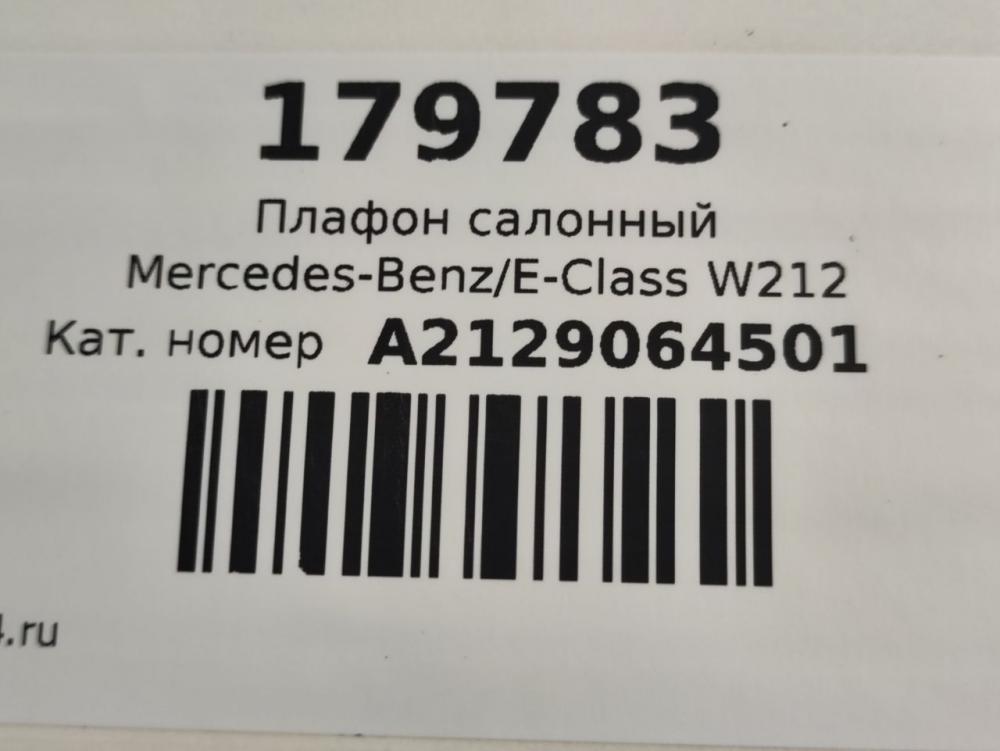 179783
Плафон салонный
Mercedes-Benz/E-Class W212
Кат. номер A2129064501
.ru